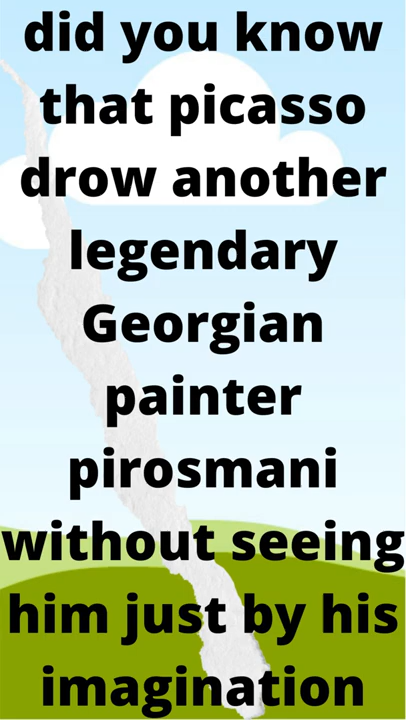 did you know
that picasso
drow another
legendary
Georgian
painter
pirosmani
without seeing
him just by his
imagination